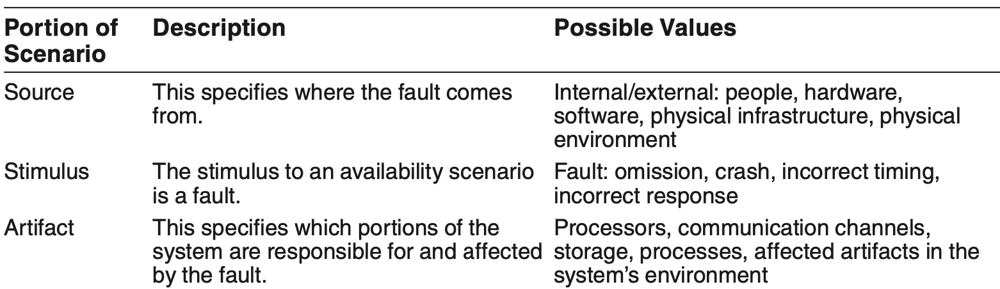 Portion of Scenario	Description	Possible Values
Source	This specifies where the fault comes from.	Internal/external: people, hardware, software, physical infrastructure, physical environment
Stimulus	The stimulus to an availability scenario is a fault.	Fault: omission, crash, incorrect timing, incorrect response
Artifact	This specifies which portions of the system are responsible for and affected by the fault.	Processors, communication channels, storage, processes, affected artifacts in the system’s environment